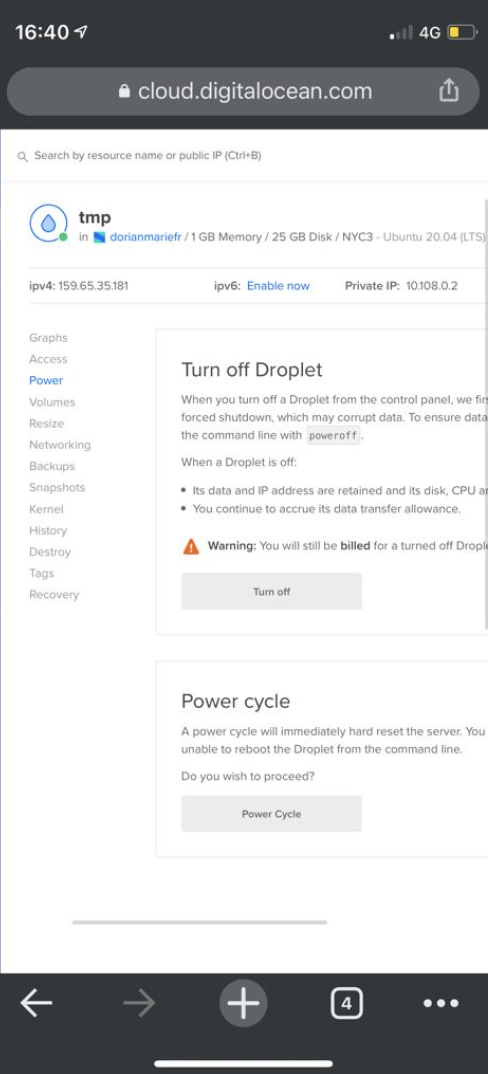 16:40
4G
cloud.digitalocean.com
Search by resource name or public IP (Ctrl+B)
tmp
in dorianmariefr / 1 GB Memory / 25 GB Disk / NYC3 - Ubuntu 20.04 (LTS)
ipv4: 159.65.35.181 ipv6: Enable now Private IP: 10.108.0.2
Graphs
Access
Power
Volumes
Resize
Networking
Backups
Snapshots
Kernel
History
Destroy
Tags
Recovery
Turn off Droplet
When you turn off a Droplet from the control panel, we firs
forced shutdown, which may corrupt data. To ensure data
the command line with poweroff.
When a Droplet is off:
• Its data and IP address are retained and its disk, CPU a
• You continue to accrue its data transfer allowance.
Warning: You will still be billed for a turned off Drople
Turn off
Power cycle
A power cycle will immediately hard reset the server. You
unable to reboot the Droplet from the command line.
Do you wish to proceed?
Power Cycle
4